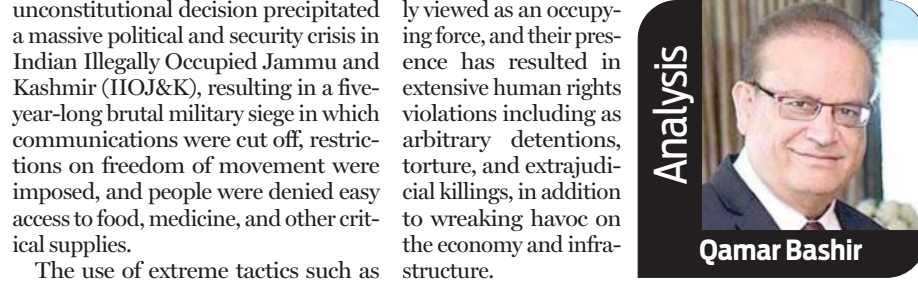 unconstitutional decision precipitated
a massive political and security crisis in
Indian Illegally Occupied Jammu and
Kashmir (IIOJ&K), resulting in a five-
year-long brutal military siege in which
communications were cut off, restric-
tions on freedom of movement were
imposed, and people were denied easy
access to food, medicine, and other crit-
ical supplies.
The use of extreme tactics such as
ly viewed as an occupy-
ing force, and their pres-
ence has resulted in
extensive human rights
violations including as
arbitrary detentions,
torture, and extrajudi-
cial killings, in addition
to wreaking havoc on
the economy and infra-
structure.
Analysis
Qamar Bashir